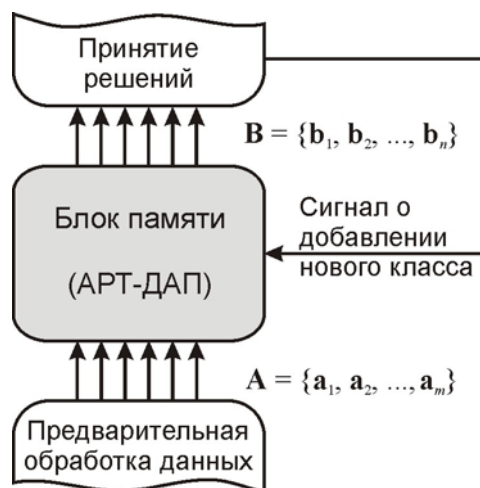 Принятие
решений
B = {b₁, b₂, ..., bₙ}
Блок памяти
(АРТ-ДАП)
Сигнал о
добавлении
нового класса
A = {a₁, a₂, ..., aₘ}
Предварительная
обработка данных